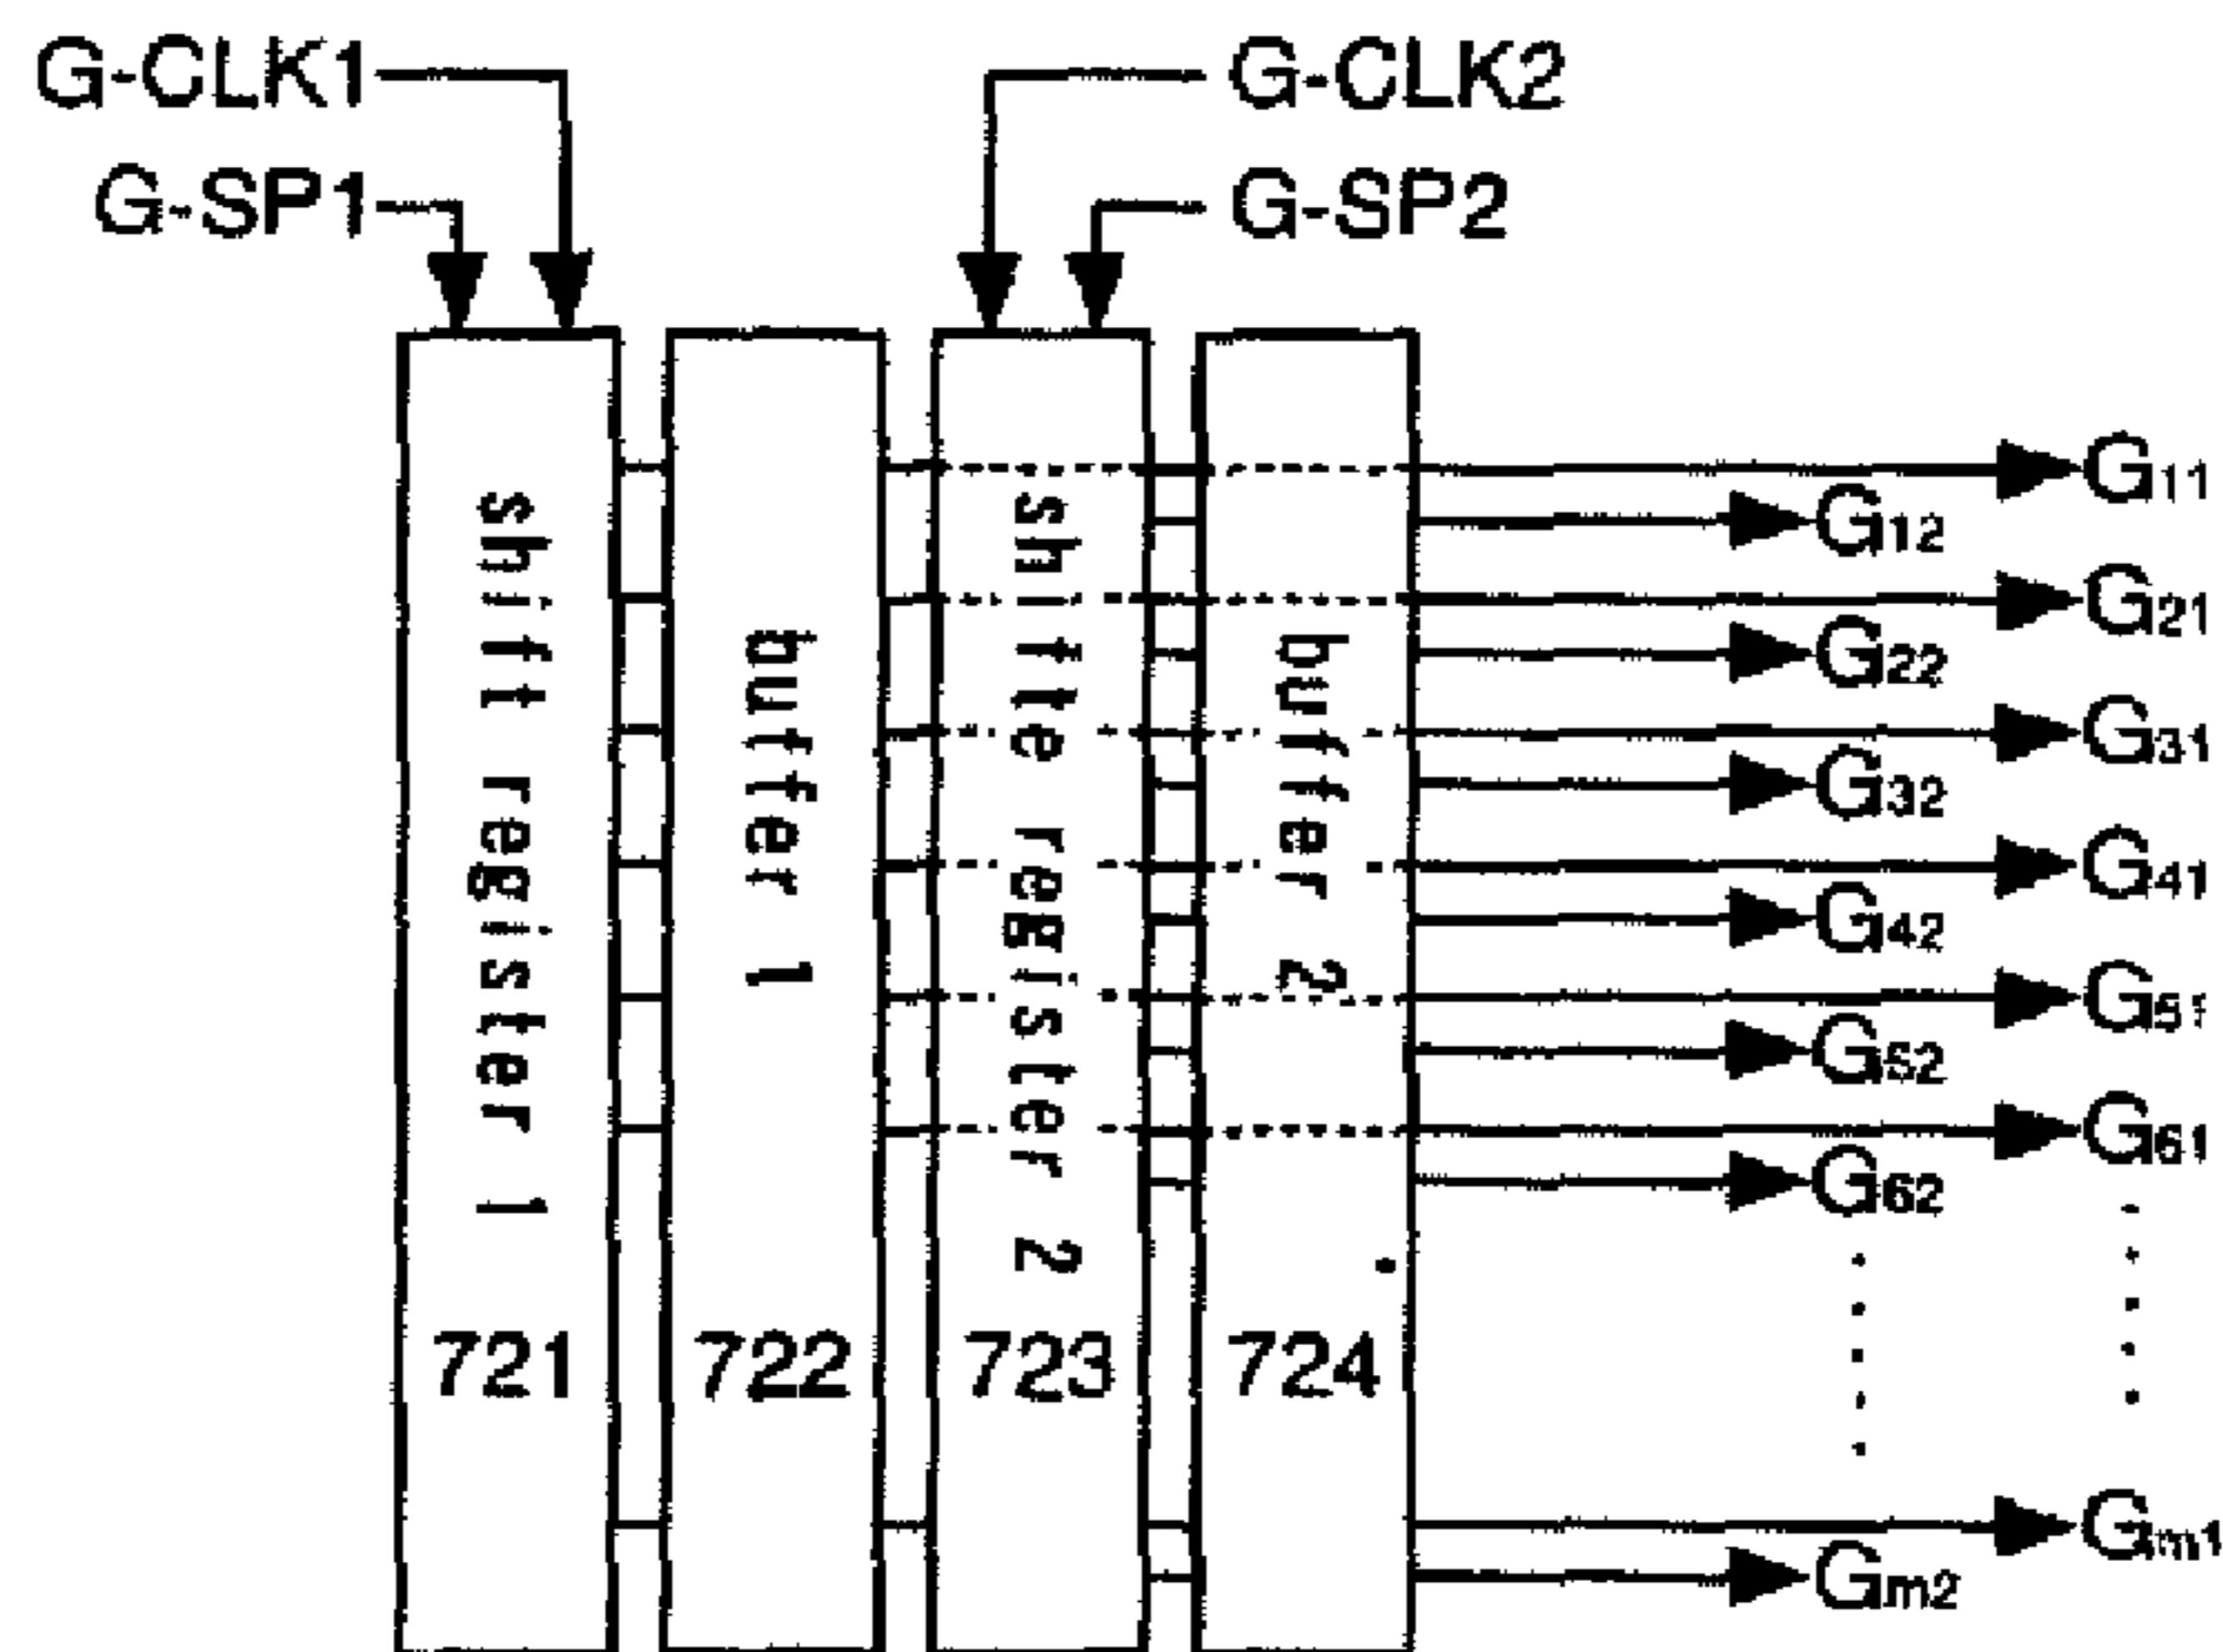 G-CLK1
G-CLK2
G-SP1
G-SP2
shift register 1
buffer 1
shifte register 2
buffer 2
G11
G12
G21
G22
G31
G32
G41
G42
G51
G52
G61
G62
721
722
723
724
Gm1
Gm2